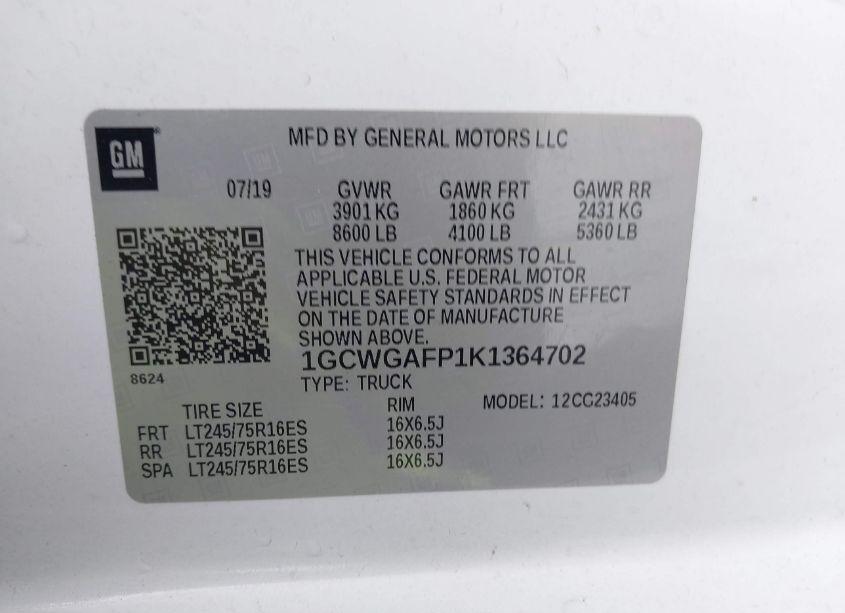 GM
MFD BY GENERAL MOTORS LLC
07/19 GVWR GAWR FRT GAWR RR
3901 KG 1860 KG 2431 KG
8600 LB 4100 LB 5360 LB
THIS VEHICLE CONFORMS TO ALL
APPLICABLE U.S. FEDERAL MOTOR
VEHICLE SAFETY STANDARDS IN EFFECT
ON THE DATE OF MANUFACTURE
SHOWN ABOVE.
8624
1GCWGAFP1K1364702
TYPE: TRUCK
TIRE SIZE RIM MODEL: 12CG23405
FRT LT245/75R16ES 16X6.5J
RR LT245/75R16ES 16X6.5J
SPA LT245/75R16ES 16X6.5J